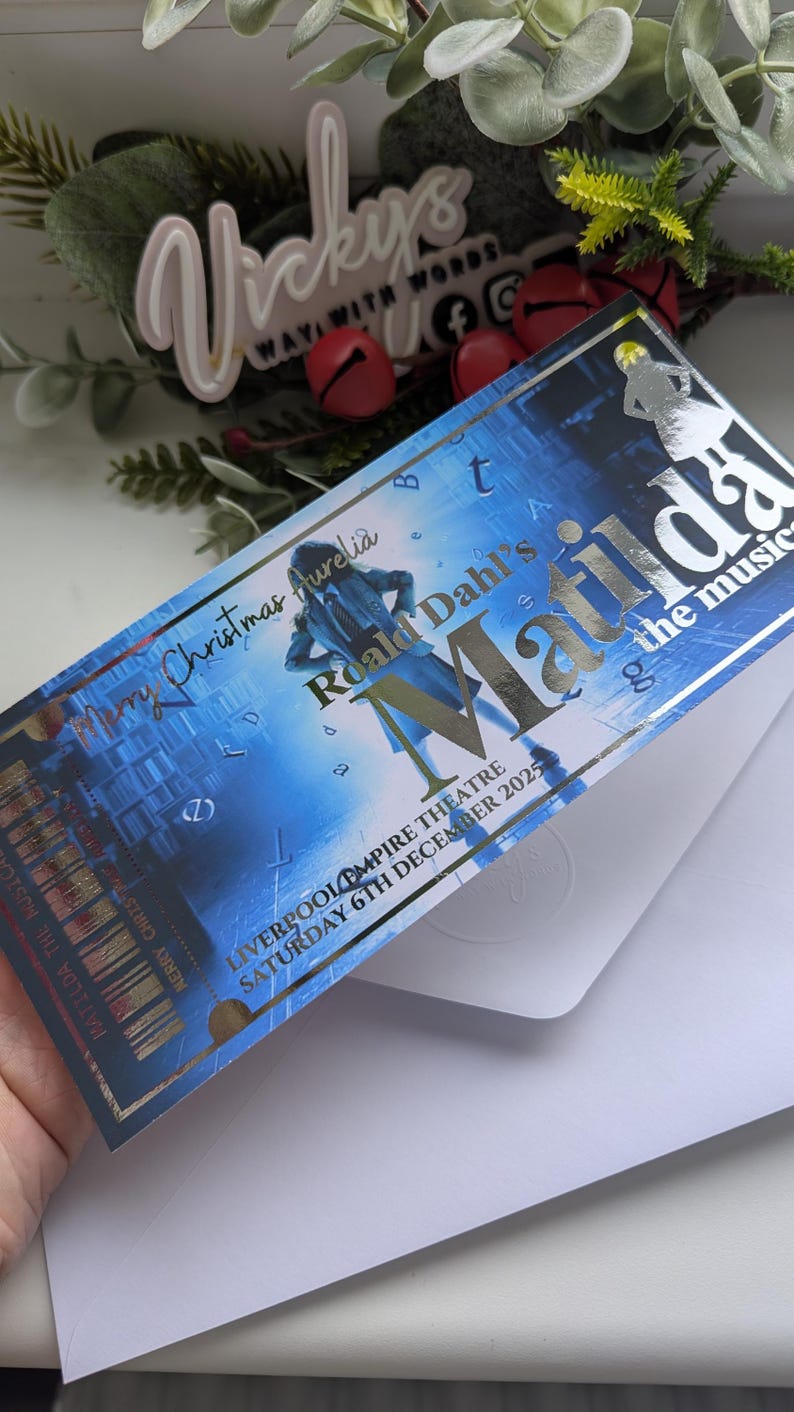 Vickys
WAY WITH WORDS
Merry Christmas Aurelia
Roald Dahl's
Matilda
the musical
LIVERPOOL EMPIRE THEATRE
SATURDAY 6TH DECEMBER 2025
MATILDA THE MUSICAL
MERRY CHRISTMAS